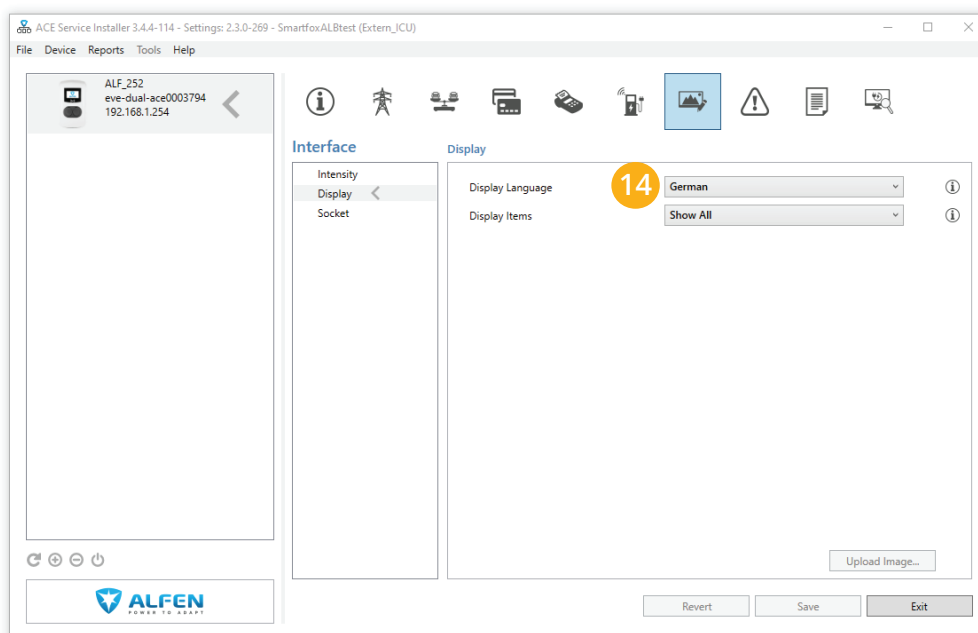 ACE Service Installer 3.4.4-114 - Settings: 2.3.0-269 - SmartfoxALBtest (Extern_ICU)
File Device Reports Tools Help
ALF_252
eve-dual-ace0003794
192.168.1.254
Interface
Intensity
Display
Socket
Display
Display Language
14
German
Display Items
Show All
Upload Image...
ALFEN
POWER TO ADAPT
Revert
Save
Exit